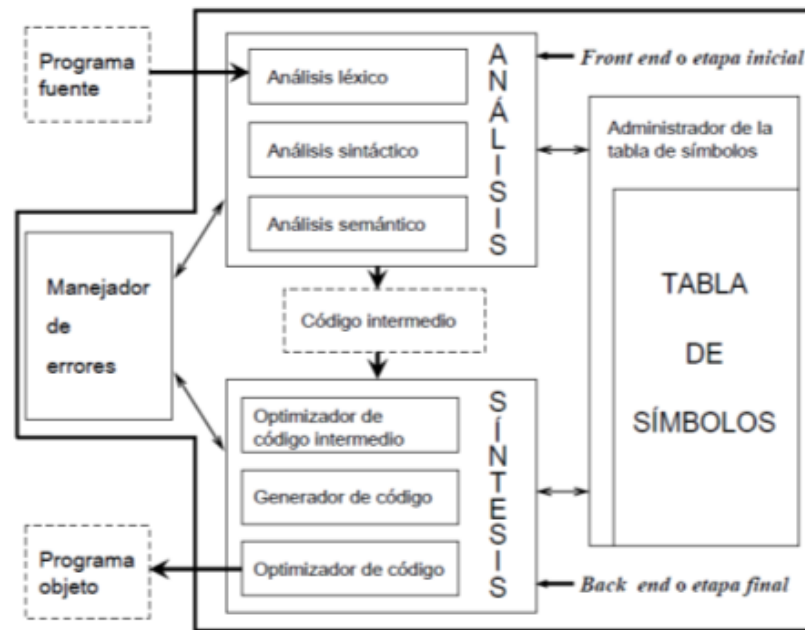 Programa
fuente
Análisis léxico
Análisis sintáctico
Análisis semántico
ANÁLISIS
Front end o etapa inicial
Administrador de la
tabla de símbolos
TABLA
DE
SÍMBOLOS
Manejador
de
errores
Código intermedio
Optimizador de
código intermedio
Generador de código
Optimizador de código
SÍNTESIS
Programa
objeto
Back end o etapa final